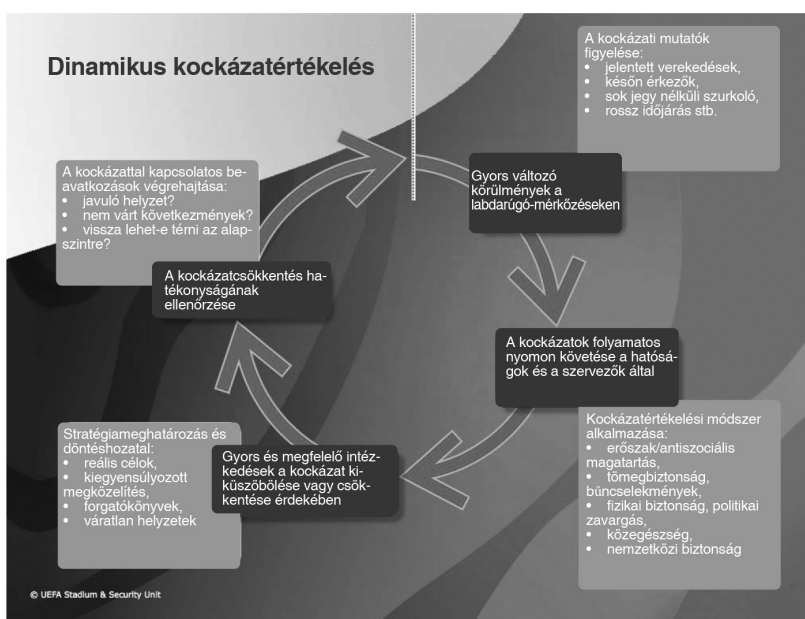 Dinamikus kockázatértékelés
A kockázati mutatók
figyelése:
• jelentett verekedések,
• későn érkezők,
• sok jegy nélküli szurkoló,
• rossz időjárás stb.
Gyors változó
körülmények a
labdarúgó-mérkőzéseken
A kockázatok folyamatos
nyomon követése a hatósá-
gok és a szervezők által
Kockázatértékelési módszer
alkalmazása:
• erőszak/antiszociális
magatartás,
• tömegbiztonság,
bűncselekmények,
• fizikai biztonság, politikai
zavargás,
• közegészség,
• nemzetközi biztonság
Gyors és megfelelő intéz-
kedések a kockázat ki-
küszöbölése vagy csök-
kentése érdekében
Stratégiameghatározás és
döntéshozatal:
• reális célok,
• kiegyensúlyozott
megközelítés,
• forgatókönyvek,
• váratlan helyzetek
A kockázatcsökkentés ha-
tékonyságának
ellenőrzése
A kockázattal kapcsolatos be-
avatkozások végrehajtása:
• javuló helyzet?
• nem várt következmények?
• vissza lehet-e térni az alap-
szintre?
© UEFA Stadium & Security Unit